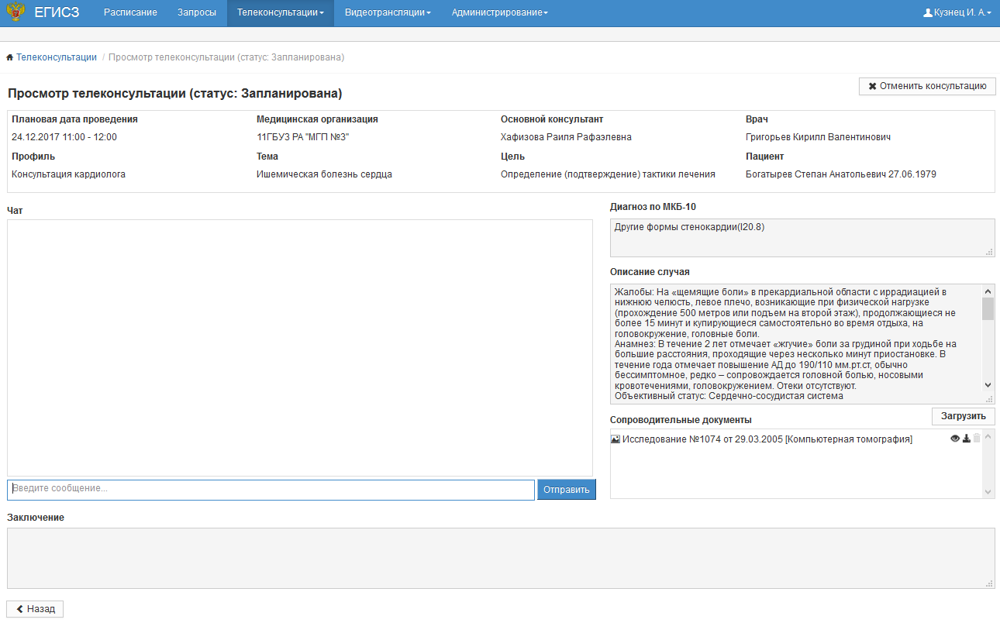 ЕГИСЗ Расписание Запросы Телеконсультации Видеотрансляции Администрирование Кузнец И. А.
Телеконсультации / Просмотр телеконсультации (статус: Запланирована)
Отменить консультацию
Просмотр телеконсультации (статус: Запланирована)
Плановая дата проведения Медицинская организация Основной консультант Врач
24.12.2017 11:00 - 12:00 11ГБУЗ РА "МГП №3" Хафизова Раиля Рафаэлевна Григорьев Кирилл Валентинович
Профиль Тема Цель Пациент
Консультация кардиолога Ишемическая болезнь сердца Определение (подтверждение) тактики лечения Богатырев Степан Анатольевич 27.06.1979
Чат
Введите сообщение...
Отправить
Диагноз по МКБ-10
Другие формы стенокардии(I20.8)
Описание случая
Жалобы: На «щемящие боли» в прекардиальной области с иррадиацией в
нижнюю челюсть, левое плечо, возникающие при физической нагрузке
(прохождение 500 метров или подъем на второй этаж), продолжающиеся не
более 15 минут и купирующиеся самостоятельно во время отдыха, на
головокружение, головные боли.
Анамнез: В течение 2 лет отмечает «жгучие» боли за грудиной при ходьбе на
большие расстояния, проходящие через несколько минут приостановке. В
течение года отмечает повышение АД до 190/110 мм.рт.ст, обычно
бессимптомное, редко – сопровождается головной болью, носовыми
кровотечениями, головокружением. Отеки отсутствуют.
Объективный статус: Сердечно-сосудистая система
Сопроводительные документы
Загрузить
Исследование №1074 от 29.03.2005 [Компьютерная томография]
Заключение
Назад